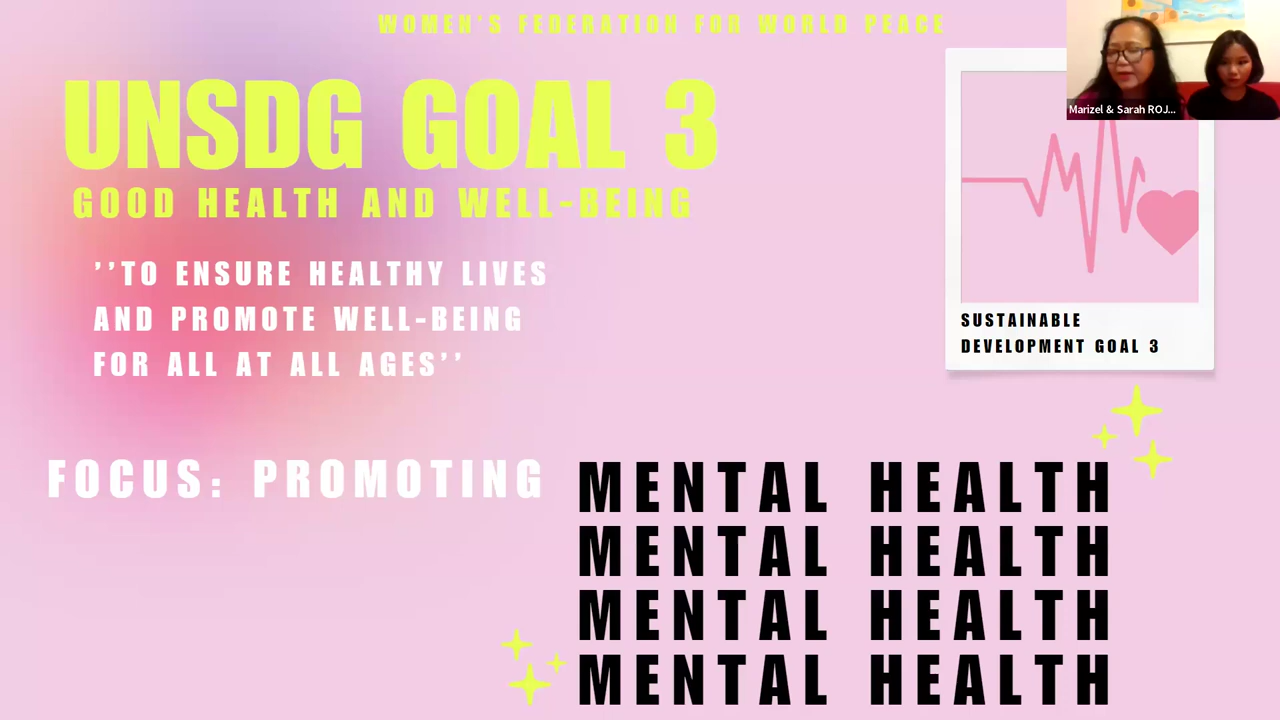 WOMEN'S FEDERATION FOR WORLD PEACE
UNSDG GOAL 3
GOOD HEALTH AND WELL-BEING
’’TO ENSURE HEALTHY LIVES
AND PROMOTE WELL-BEING
FOR ALL AT ALL AGES’’
Marizel & Sarah ROJ...
SUSTAINABLE
DEVELOPMENT GOAL 3
FOCUS: PROMOTING MENTAL HEALTH
MENTAL HEALTH
MENTAL HEALTH
MENTAL HEALTH